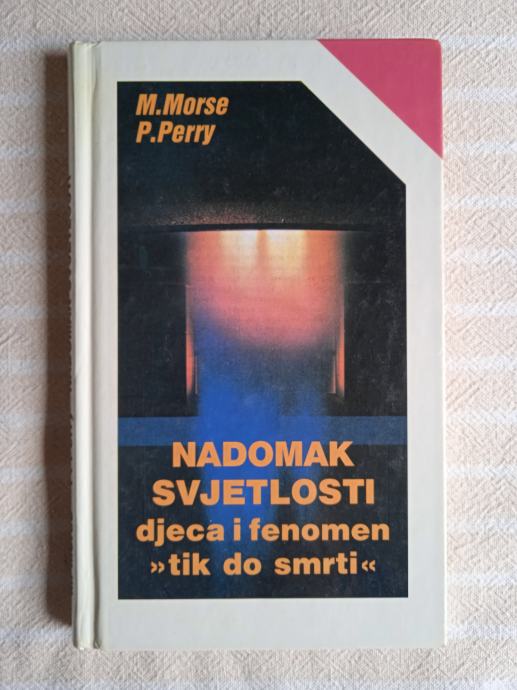 M.Morse
P.Perry
NADOMAK
SVJETLOSTI
djeca i fenomen
»tik do smrti«